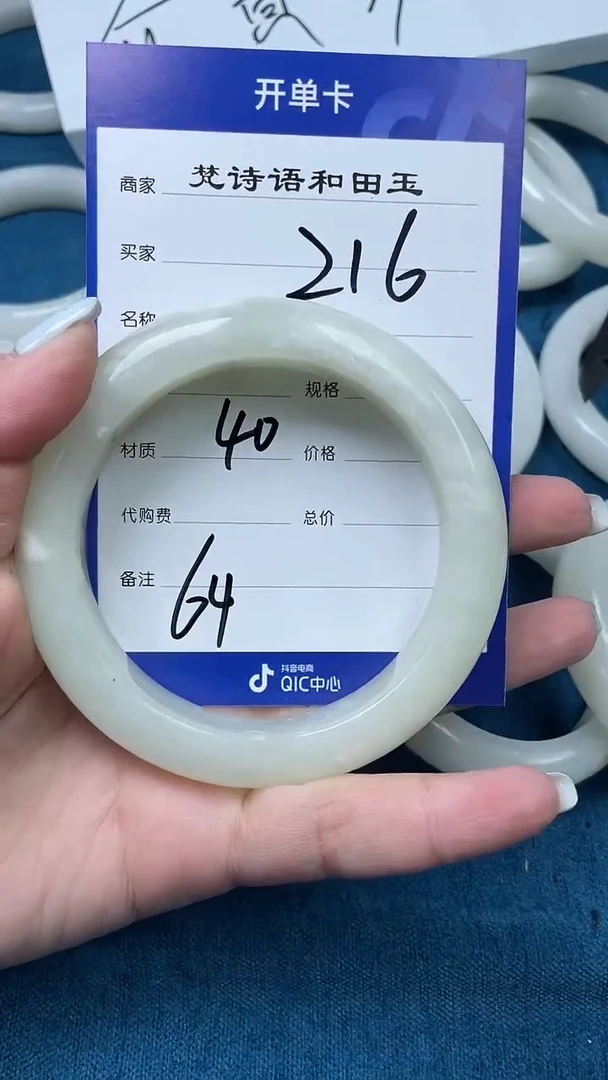 开单卡
商家 梵诗语和田玉
买家 216
名称
规格
40
材质 价格
代购费 总价
备注 64
抖音电商
QIC中心